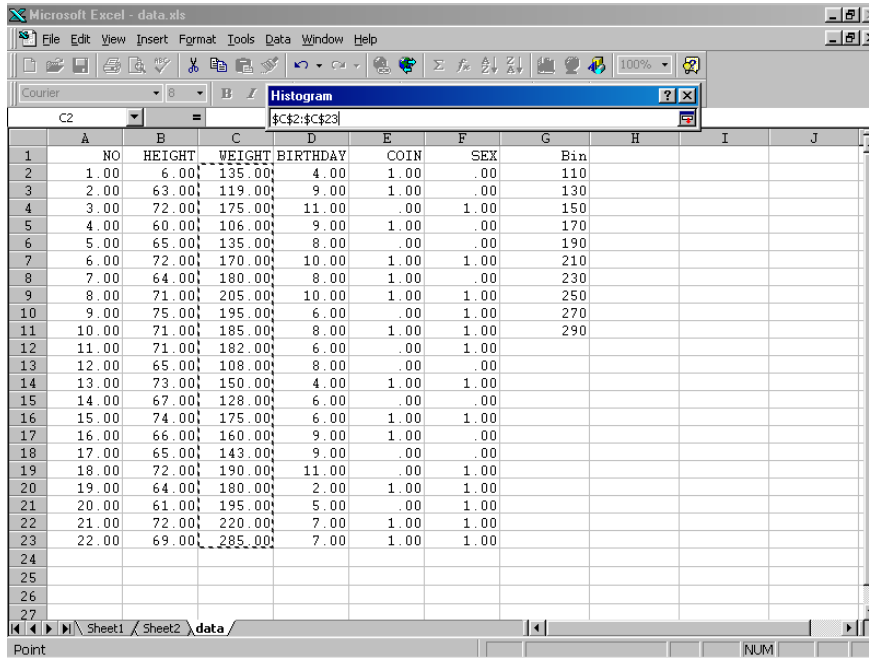 Microsoft Excel - data.xls
File Edit View Insert Format Tools Data Window Help
100%
Courier 8 B I
Histogram
C2 = $C$2:$C$23
A B C D E F G H I J
1 NO HEIGHT WEIGHT BIRTHDAY COIN SEX Bin
2 1.00 6.00 135.00 4.00 1.00 .00 110
3 2.00 63.00 119.00 9.00 1.00 .00 130
4 3.00 72.00 175.00 11.00 .00 1.00 150
5 4.00 60.00 106.00 9.00 1.00 .00 170
6 5.00 65.00 135.00 8.00 .00 .00 190
7 6.00 72.00 170.00 10.00 1.00 1.00 210
8 7.00 64.00 180.00 8.00 1.00 .00 230
9 8.00 71.00 205.00 10.00 1.00 1.00 250
10 9.00 75.00 195.00 6.00 .00 1.00 270
11 10.00 71.00 185.00 8.00 1.00 1.00 290
12 11.00 71.00 182.00 6.00 .00 1.00
13 12.00 65.00 108.00 8.00 .00 .00
14 13.00 73.00 150.00 4.00 1.00 1.00
15 14.00 67.00 128.00 6.00 .00 .00
16 15.00 74.00 175.00 6.00 1.00 1.00
17 16.00 66.00 160.00 9.00 1.00 .00
18 17.00 65.00 143.00 9.00 .00 .00
19 18.00 72.00 190.00 11.00 .00 1.00
20 19.00 64.00 180.00 2.00 1.00 1.00
21 20.00 61.00 195.00 5.00 .00 1.00
22 21.00 72.00 220.00 7.00 1.00 1.00
23 22.00 69.00 285.00 7.00 1.00 1.00
24
25
26
27
Sheet1 Sheet2 data
Point NUM